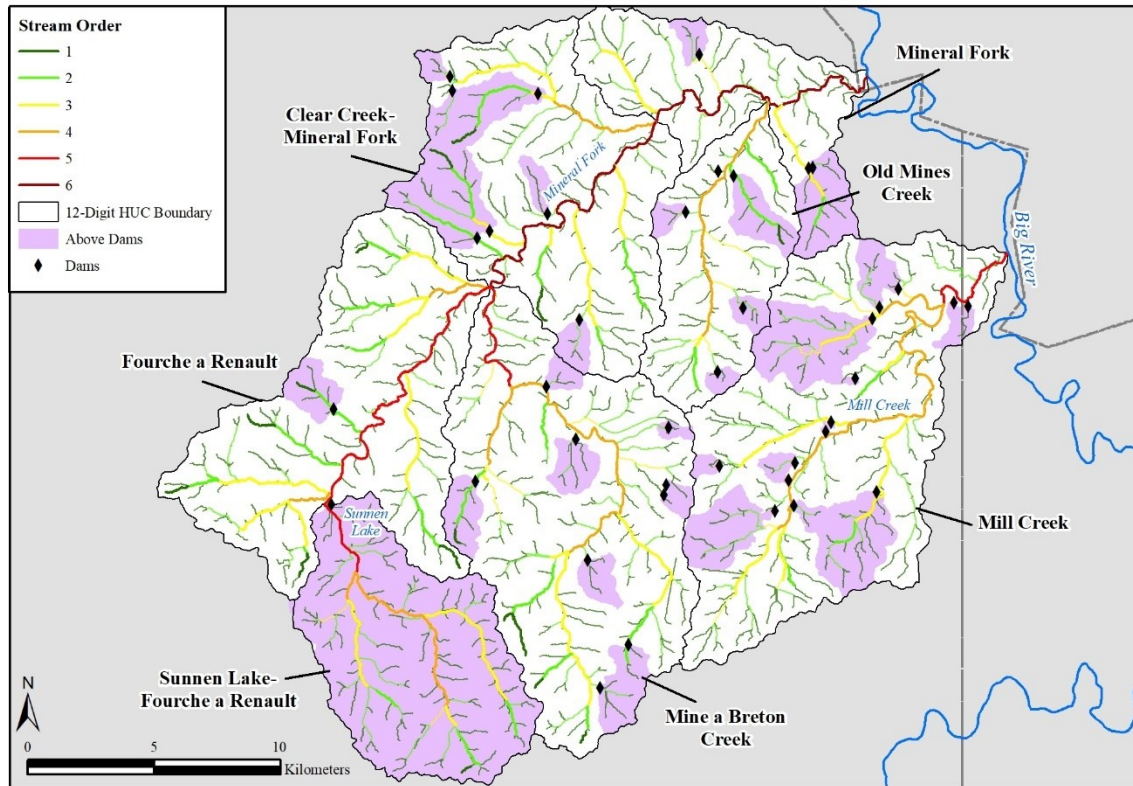 Stream Order
1
2
3
4
5
6
12-Digit HUC Boundary
Above Dams
Dams
Mineral Fork
Clear Creek-
Mineral Fork
Mineral Fork
Old Mines
Creek
Big River
Fourche a Renault
Mill Creek
Sunnen
Lake
Mill Creek
Sunnen Lake-
Fourche a Renault
Mine a Breton
Creek
N
0 5 10
Kilometers